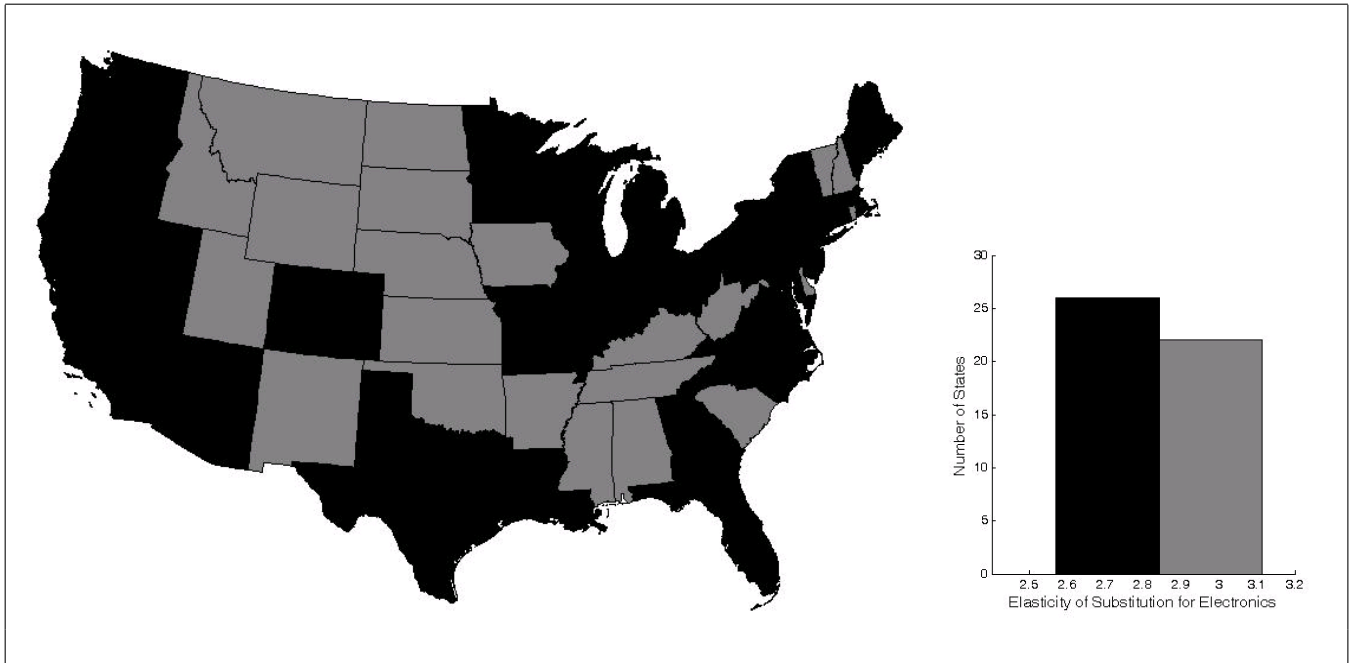 30
25
20
15
10
5
0
Number of States
2.5 2.6 2.7 2.8 2.9 3 3.1 3.2
Elasticity of Substitution for Electronics